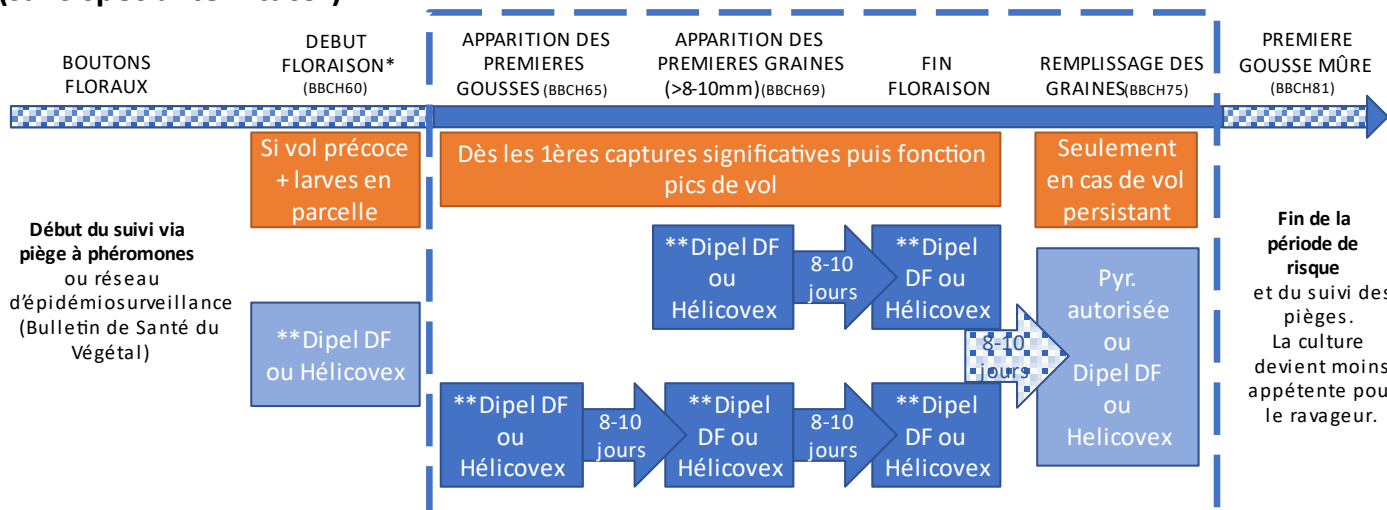 BOUTONS
FLORAUX
DEBUT
FLORAISON*
(BBCH60)
APPARITION DES
PREMIERES
GOUSSES (BBCH65)
APPARITION DES
PREMIERES GRAINES
(>8-10mm)(BBCH69)
FIN
FLORAISON
REMPLISSAGE DES
GRAINES(BBCH75)
PREMIERE
GOUSSE MÛRE
(BBCH81)
Si vol précoce
+ larves en
parcelle
Dès les 1ères captures significatives puis fonction
pics de vol
Seulement
en cas de vol
persistant
Début du suivi via
piège à phéromones
ou réseau
d'épidémiosurveillance
(Bulletin de Santé du
Végétal)
**Dipel DF
ou Hélicovex
**Dipel DF
ou
Hélicovex
8-10
jours
**Dipel
DF ou
Hélicovex
8-10
jours
**Dipel DF
ou
Hélicovex
8-10
jours
**Dipel
DF ou
Hélicovex
8-10
jours
**Dipel
DF ou
Hélicovex
Pyr.
autorisée
ou
Dipel DF
ou
Helicovex
Fin de la
période de
risque
et du suivi des
pièges.
La culture
devient moins
appétente pou
le ravageur.